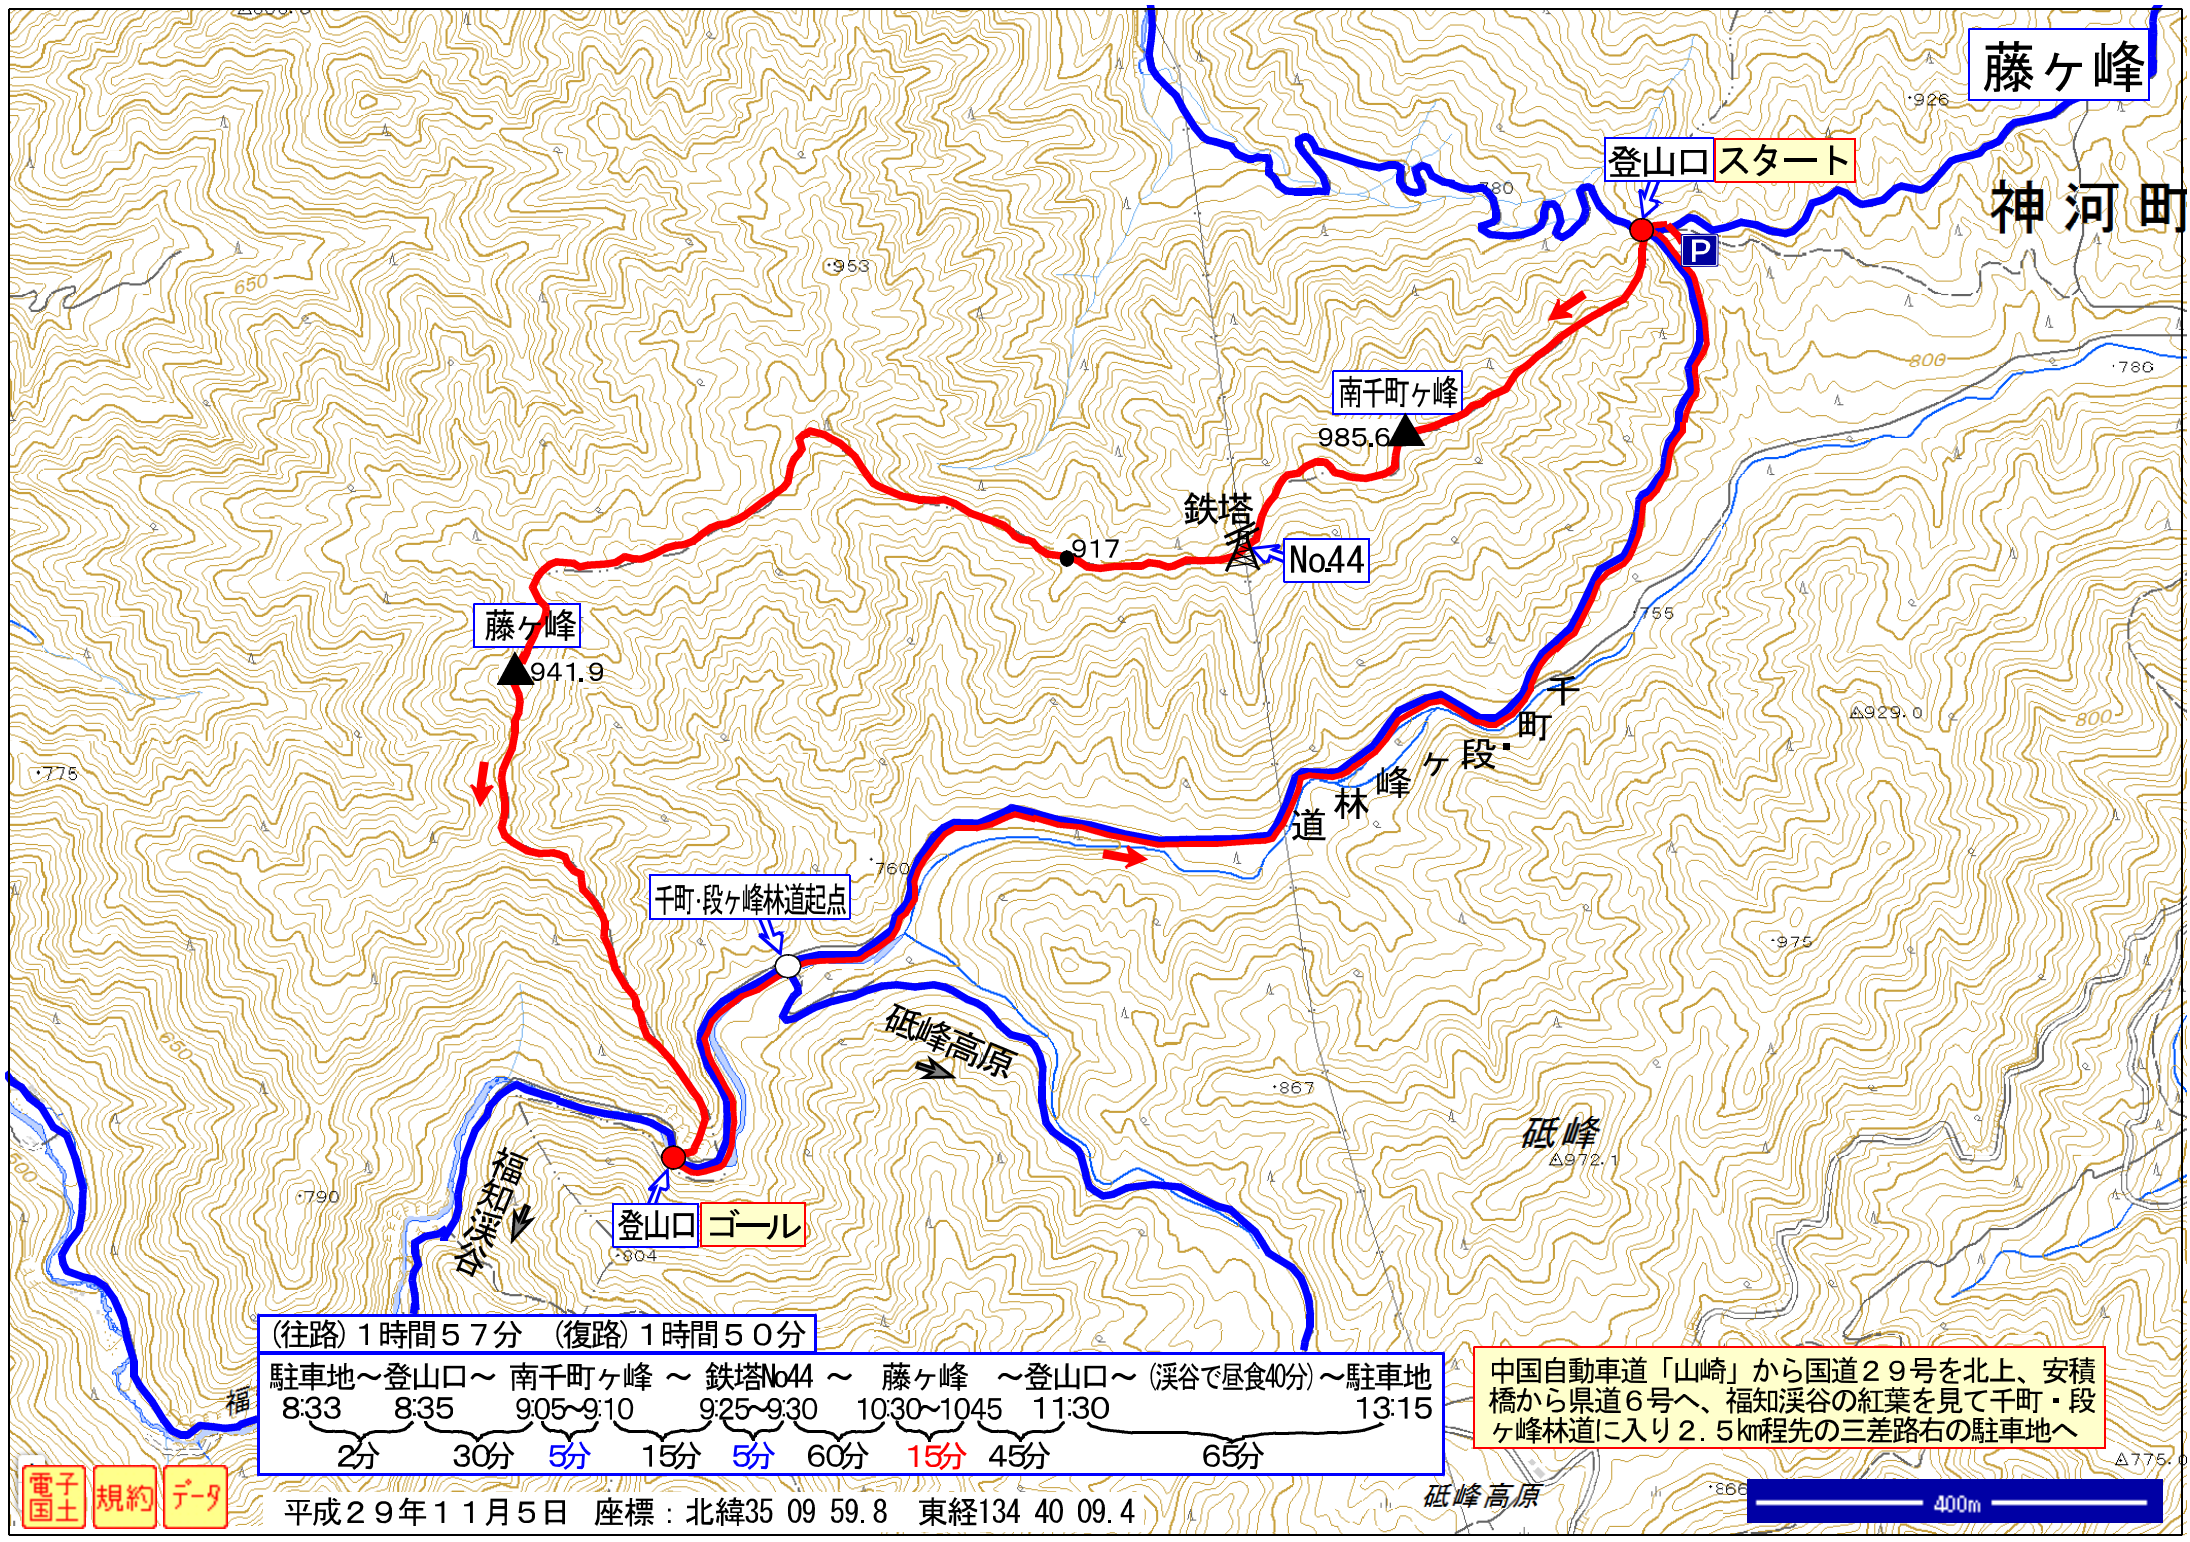 藤ヶ峰
・926
登山口 スタート
・780
神河町
P
・953
650
800
・786
南千町ヶ峰
985.6
鉄塔
917
No.44
・755
藤ヶ峰
941.9
千町・段ヶ峰林道
929.0
800
・775
・760
千町・段ヶ峰林道起点
・975
砥峰高原
650
・867
砥峰
972.1
福知渓谷
・790
登山口 ゴール
・804
(往路)1時間57分 (復路)1時間50分
駐車地~登山口~ 南千町ヶ峰 ~ 鉄塔No44 ~ 藤ヶ峰 ~登山口~(渓谷で昼食40分)~駐車地
8:33 8:35 9:05~9:10 9:25~9:30 10:30~10:45 11:30 13:15
2分 30分 5分 15分 5分 60分 15分 45分 65分
中国自動車道「山崎」から国道29号を北上、安積
橋から県道6号へ、福知渓谷の紅葉を見て千町・段
ヶ峰林道に入り2.5km程先の三差路右の駐車地へ
福
775.0
電子国土 規約 データ
平成29年11月5日 座標：北緯35 09 59.8 東経134 40 09.4
砥峰高原
・866
400m